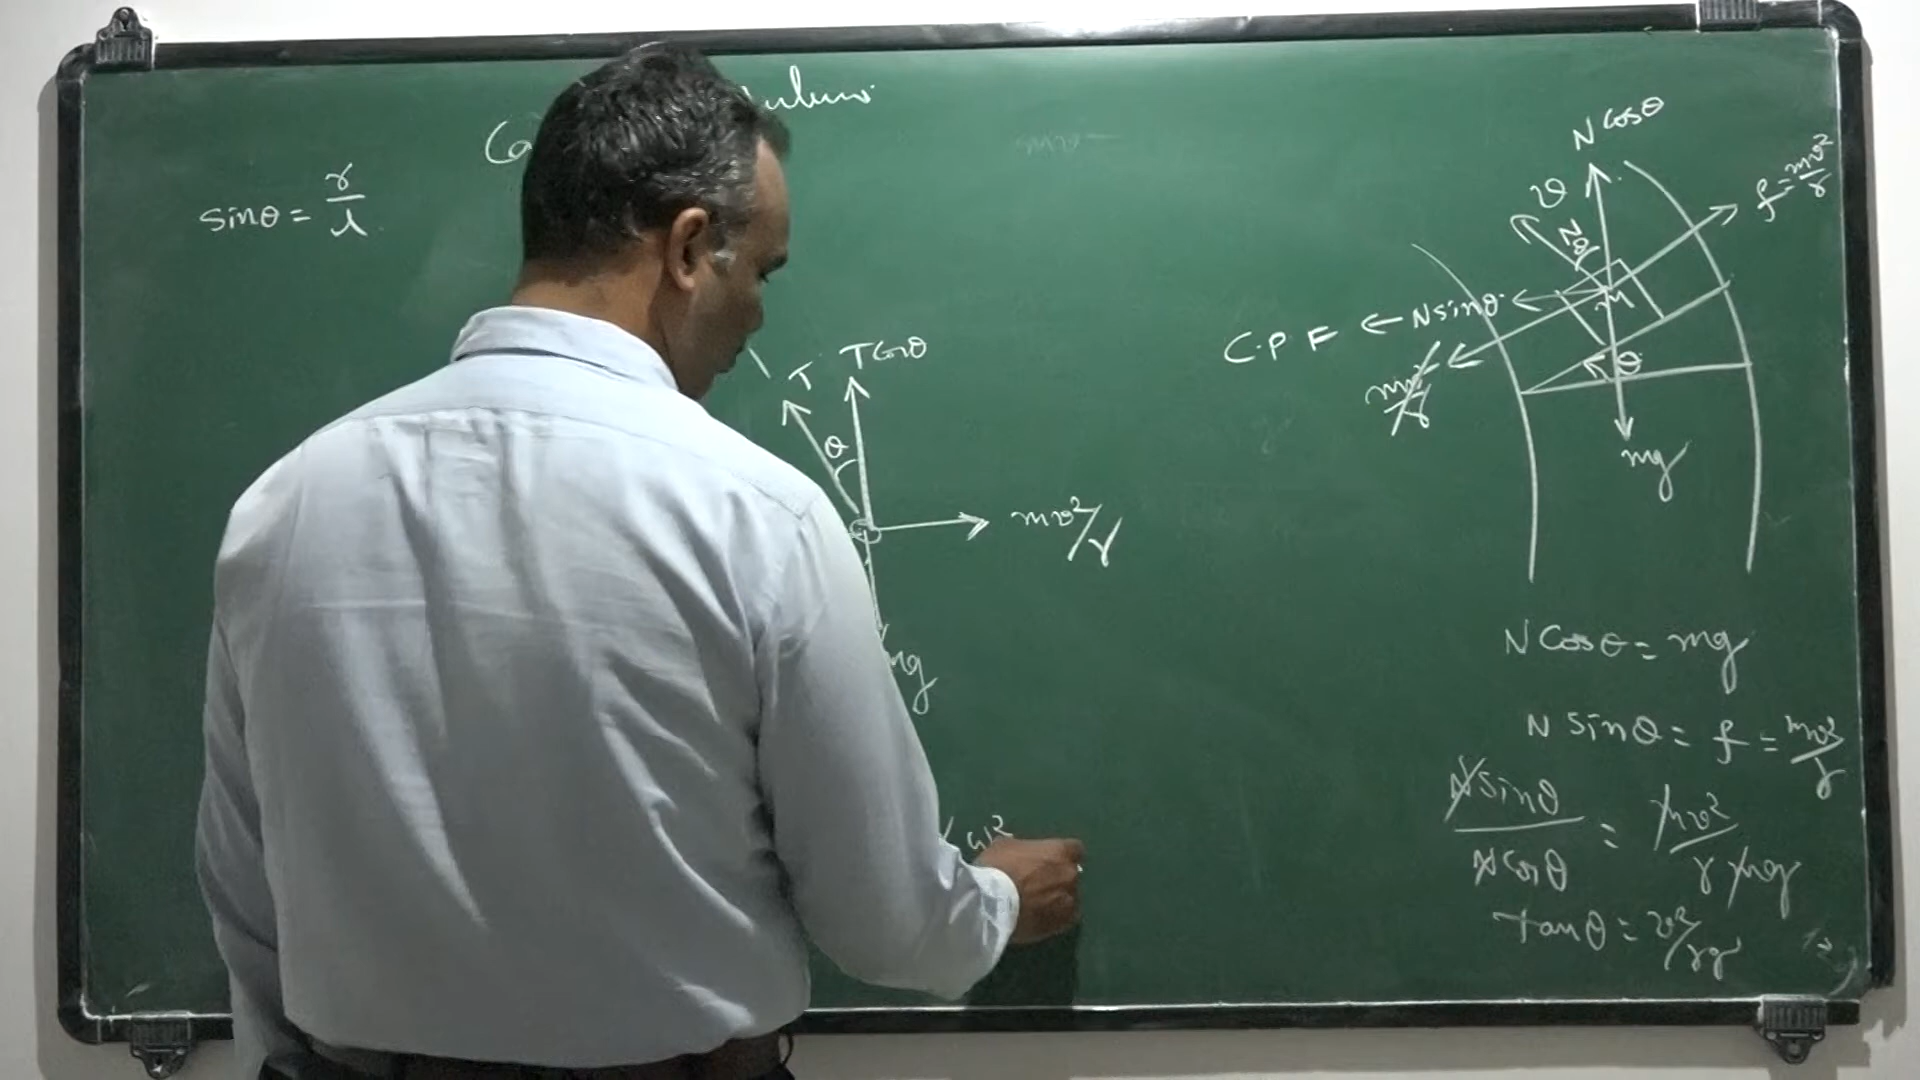 sinθ = r/l
T
T Cosθ
θ
mv²/r
mg
N Cosθ
v
N
θ
f = mv²/r
C.P.F ← N sinθ
m
mv²/r
θ
mg
N Cosθ = mg
N sinθ = f = mv²/r
N sinθ / N Cosθ = mv² / r mg
tanθ = v²/rg